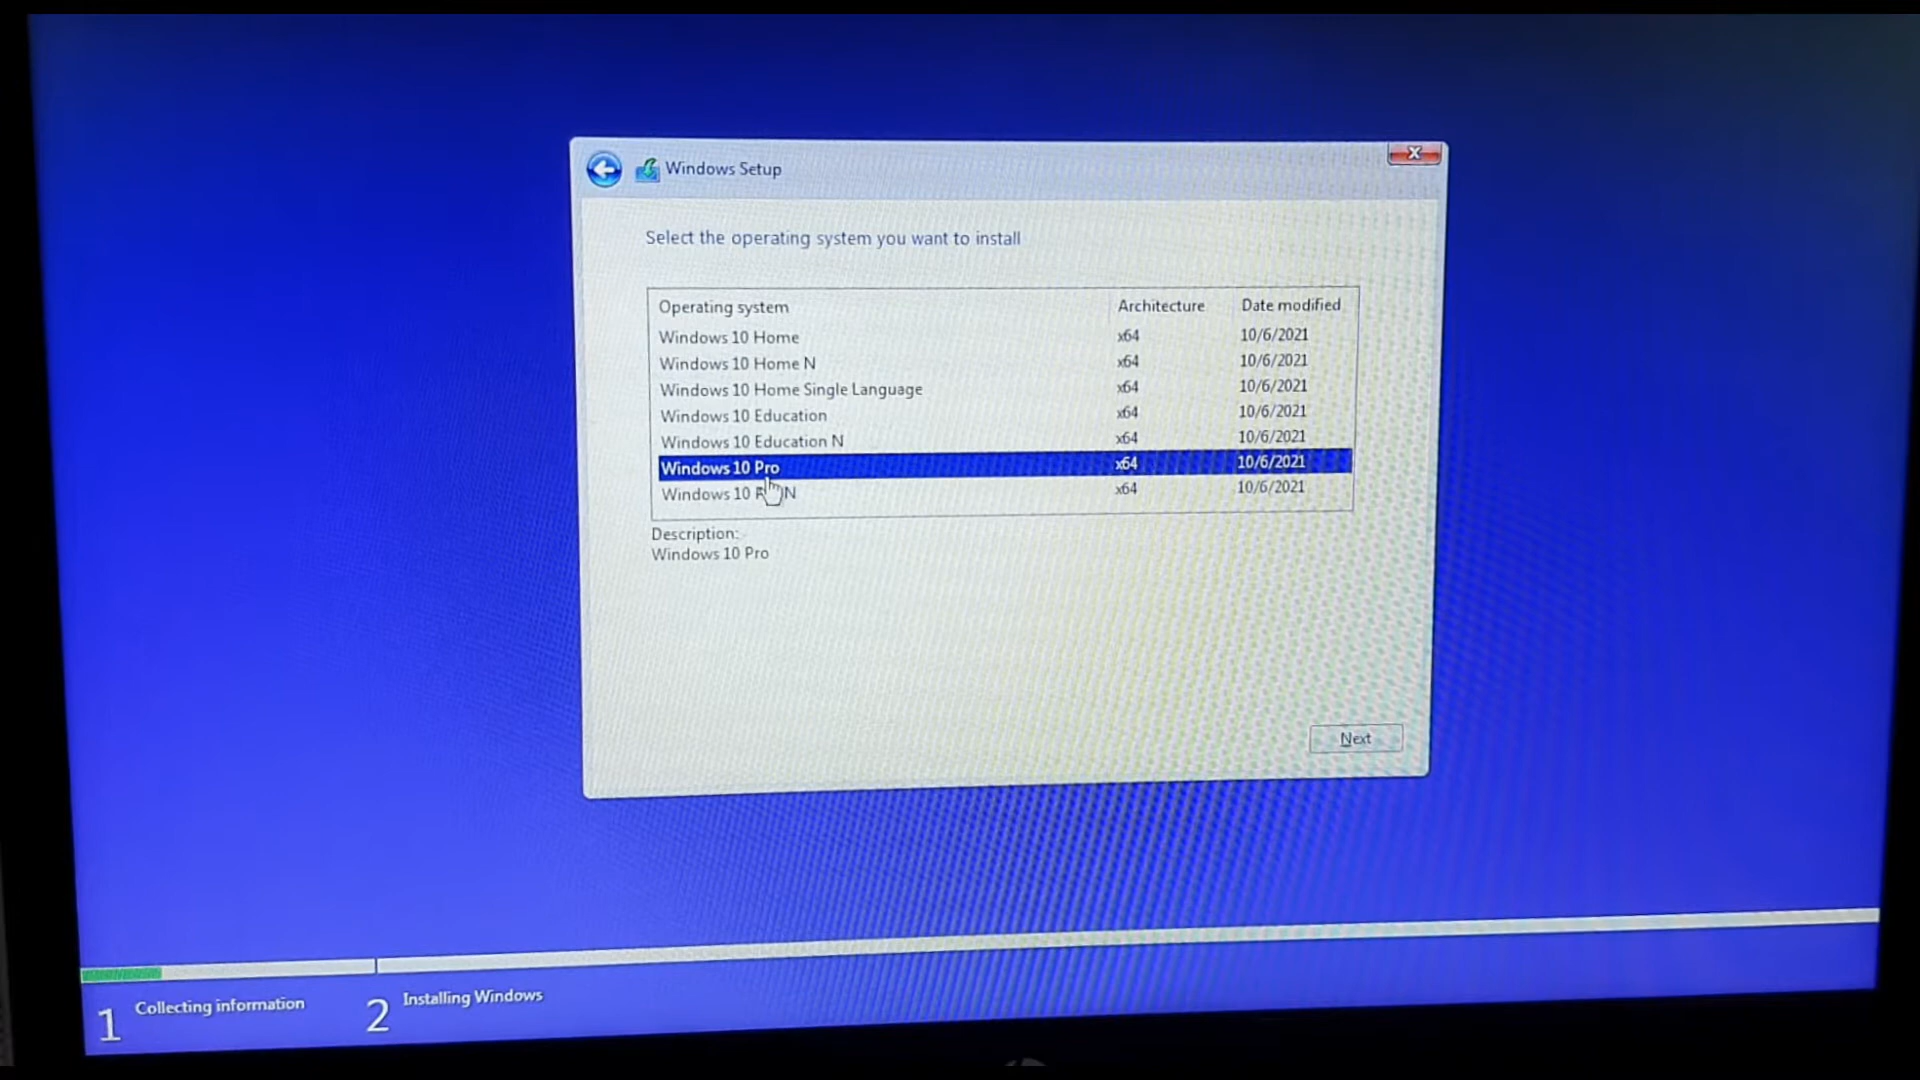 Windows Setup
Select the operating system you want to install
Operating system Architecture Date modified
Windows 10 Home x64 10/6/2021
Windows 10 Home N x64 10/6/2021
Windows 10 Home Single Language x64 10/6/2021
Windows 10 Education x64 10/6/2021
Windows 10 Education N x64 10/6/2021
Windows 10 Pro x64 10/6/2021
Windows 10 N x64 10/6/2021
Description:
Windows 10 Pro
Next
1 Collecting information 2 Installing Windows